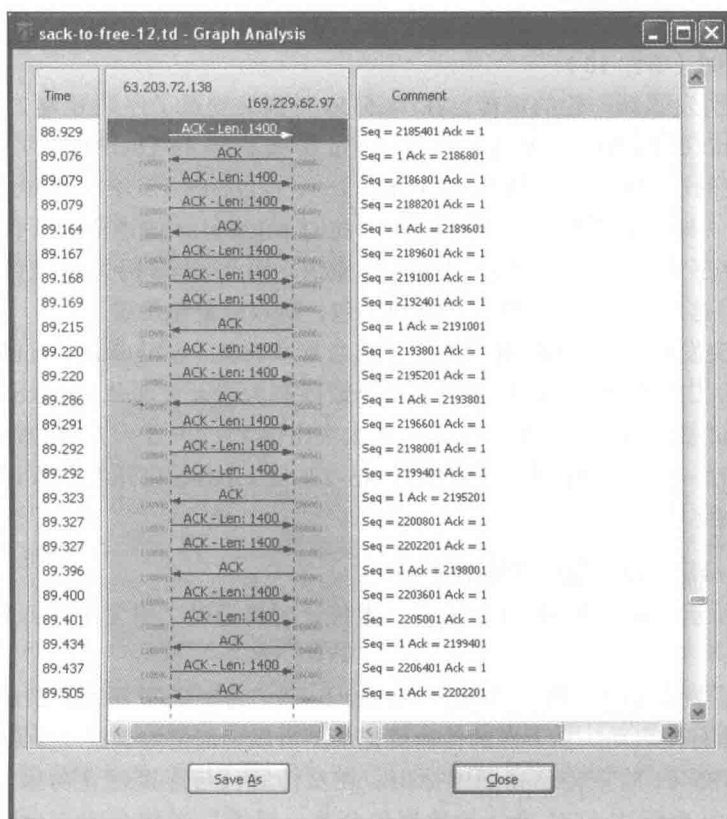 sack-to-free-12.td - Graph Analysis
Time 63.203.72.138 169.229.62.97 Comment
88.929 ACK - Len: 1400 Seq = 2185401 Ack = 1
89.076 ACK Seq = 1 Ack = 2186801
89.079 ACK - Len: 1400 Seq = 2186801 Ack = 1
89.079 ACK - Len: 1400 Seq = 2188201 Ack = 1
89.164 ACK Seq = 1 Ack = 2189601
89.167 ACK - Len: 1400 Seq = 2189601 Ack = 1
89.168 ACK - Len: 1400 Seq = 2191001 Ack = 1
89.169 ACK - Len: 1400 Seq = 2192401 Ack = 1
89.215 ACK Seq = 1 Ack = 2191001
89.220 ACK - Len: 1400 Seq = 2193801 Ack = 1
89.220 ACK - Len: 1400 Seq = 2195201 Ack = 1
89.286 ACK Seq = 1 Ack = 2193801
89.291 ACK - Len: 1400 Seq = 2196601 Ack = 1
89.292 ACK - Len: 1400 Seq = 2198001 Ack = 1
89.292 ACK - Len: 1400 Seq = 2199401 Ack = 1
89.323 ACK Seq = 1 Ack = 2195201
89.327 ACK - Len: 1400 Seq = 2200801 Ack = 1
89.327 ACK - Len: 1400 Seq = 2202201 Ack = 1
89.396 ACK Seq = 1 Ack = 2198001
89.400 ACK - Len: 1400 Seq = 2203601 Ack = 1
89.401 ACK - Len: 1400 Seq = 2205001 Ack = 1
89.434 ACK Seq = 1 Ack = 2199401
89.437 ACK - Len: 1400 Seq = 2206401 Ack = 1
89.505 ACK Seq = 1 Ack = 2202201
Save As Close